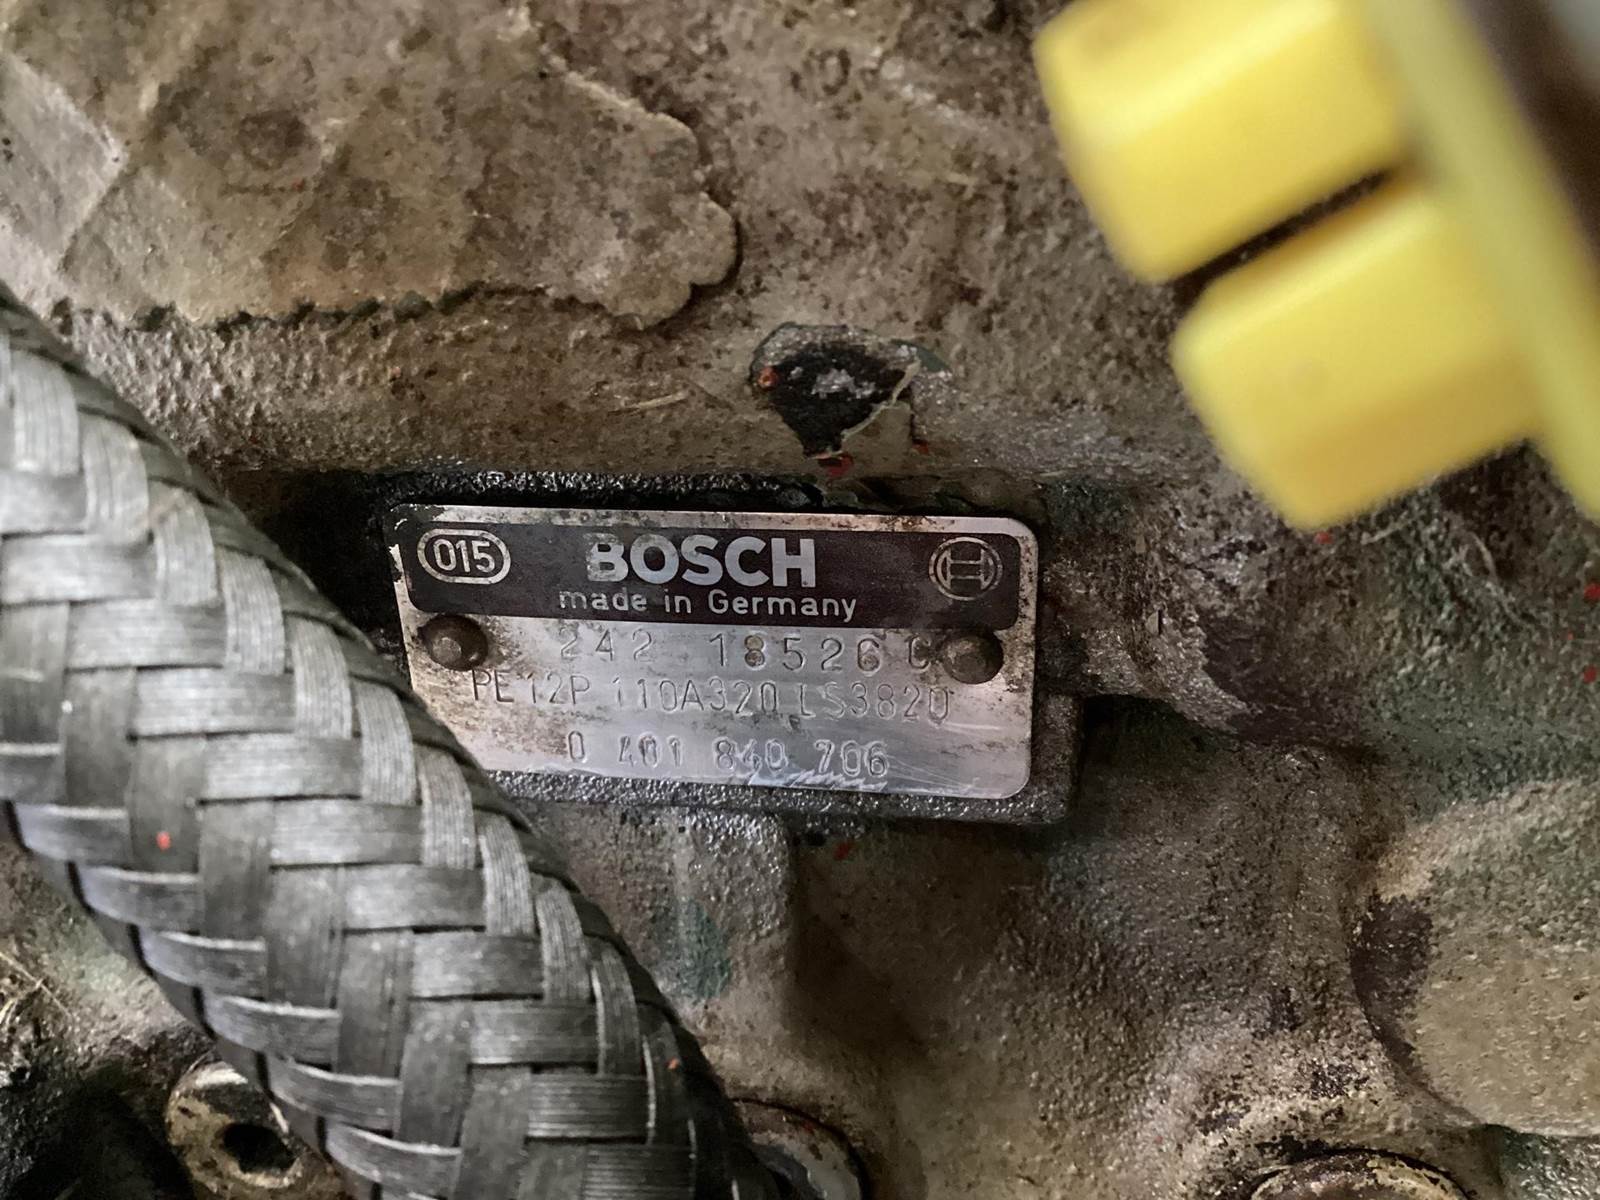 015 BOSCH
made in Germany
242 18526 C
PE12P 110A320 LS3820
0 401 840 706